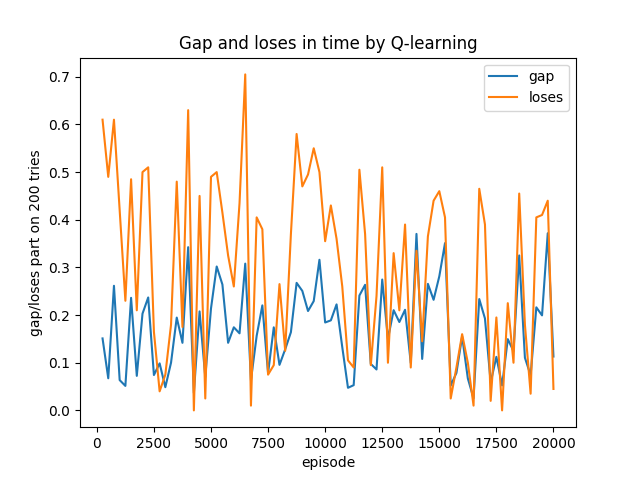 Gap and loses in time by Q-learning
gap
loses
gap/loses part on 200 tries
0.7
0.6
0.5
0.4
0.3
0.2
0.1
0.0
0 2500 5000 7500 10000 12500 15000 17500 20000
episode